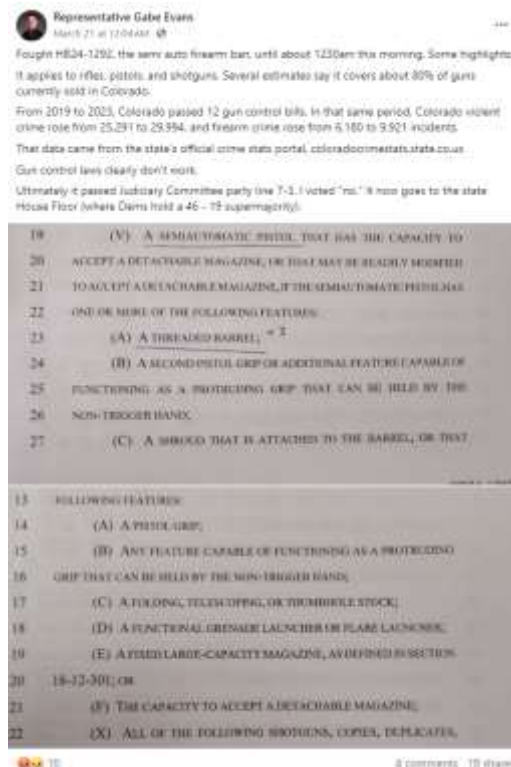 Representative Gabe Evans
March 21 at 12:04 AM
Fought HB24-1292, the semi auto firearm ban, until about 1230am this morning. Some highlights
It applies to rifles, pistols, and shotguns. Several estimates say it covers about 80% of guns
currently sold in Colorado.
From 2019 to 2023, Colorado passed 12 gun control bills. In that same period, Colorado violent
crime rose from 25,291 to 29,994, and firearm crime rose from 6,180 to 9,921 incidents.
That data came from the state's official crime stats portal, coloradocrimestats.state.co.us
Gun control laws clearly don't work.
Ultimately it passed Judiciary Committee party line 7-3. I voted "no." It now goes to the state
House Floor (where Dems hold a 46 - 19 supermajority).
19 (V) A SEMIAUTOMATIC PISTOL THAT HAS THE CAPACITY TO
20 ACCEPT A DETACHABLE MAGAZINE, OR THAT MAY BE READILY MODIFIED
21 TO ACCEPT A DETACHABLE MAGAZINE, IF THE SEMIAUTOMATIC PISTOL HAS
22 ONE OR MORE OF THE FOLLOWING FEATURES:
23 (A) A THREADED BARREL;
24 (B) A SECOND PISTOL GRIP OR ADDITIONAL FEATURE CAPABLE OF
25 FUNCTIONING AS A PROTRUDING GRIP THAT CAN BE HELD BY THE
26 NON-TRIGGER HAND;
27 (C) A SHROUD THAT IS ATTACHED TO THE BARREL, OR THAT
13 FOLLOWING FEATURES:
14 (A) A PISTOL GRIP;
15 (B) ANY FEATURE CAPABLE OF FUNCTIONING AS A PROTRUDING
16 GRIP THAT CAN BE HELD BY THE NON-TRIGGER HAND;
17 (C) A FOLDING, TELESCOPING, OR THUMBHOLE STOCK;
18 (D) A FUNCTIONAL GRENADE LAUNCHER OR FLARE LAUNCHER;
19 (E) A FIXED LARGE-CAPACITY MAGAZINE, AS DEFINED IN SECTION
20 18-12-301; OR
21 (F) THE CAPACITY TO ACCEPT A DETACHABLE MAGAZINE;
22 (X) ALL OF THE FOLLOWING SHOTGUNS, COPIES, DUPLICATES,
10 4 comments 19 shares